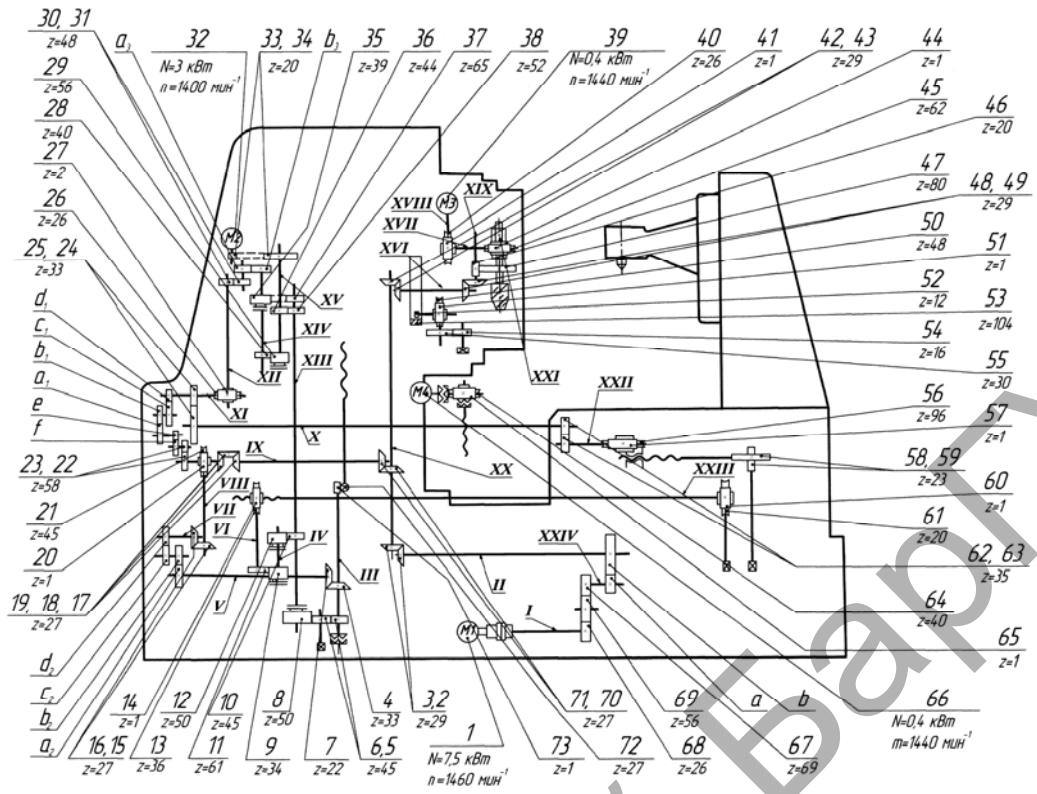 30, 31
z=48
a₃
32
N=3 кВт
n=1400 мин⁻¹
33, 34
z=20
b₃
35
z=39
36
z=44
37
z=65
38
z=52
39
N=0,4 кВт
n=1440 мин⁻¹
40
z=26
41
z=1
42, 43
z=29
44
z=1
29
z=56
28
z=40
27
z=2
26
z=26
25, 24
z=33
d₁
c₁
b₁
a₁
e
f
23, 22
z=58
21
z=45
20
z=1
19, 18, 17
z=27
d₂
c₂
b₂
a₂
45
z=62
46
z=20
47
z=80
48, 49
z=29
50
z=48
51
z=1
52
z=12
53
z=104
54
z=16
55
z=30
56
z=96
57
z=1
58, 59
z=23
60
z=1
61
z=20
62, 63
z=35
64
z=40
65
z=1
66
N=0,4 кВт
m=1440 мин⁻¹
M2
M3
XIX
XVIII
XVII
XVI
XV
XIV
XIII
XII
XI
XXI
M4
XXII
X
IX
XX
XXIII
VIII
VII
VI
IV
III
V
XXIV
II
I
M1
16, 15
z=27
14
z=1
13
z=36
12
z=50
11
z=61
10
z=45
9
z=34
8
z=50
7
z=22
6,5
z=45
4
z=33
3,2
z=29
1
N=7,5 кВт
n=1460 мин⁻¹
71, 70
z=27
73
z=1
72
z=27
69
z=56
68
z=26
a
b
67
z=69
БарГ